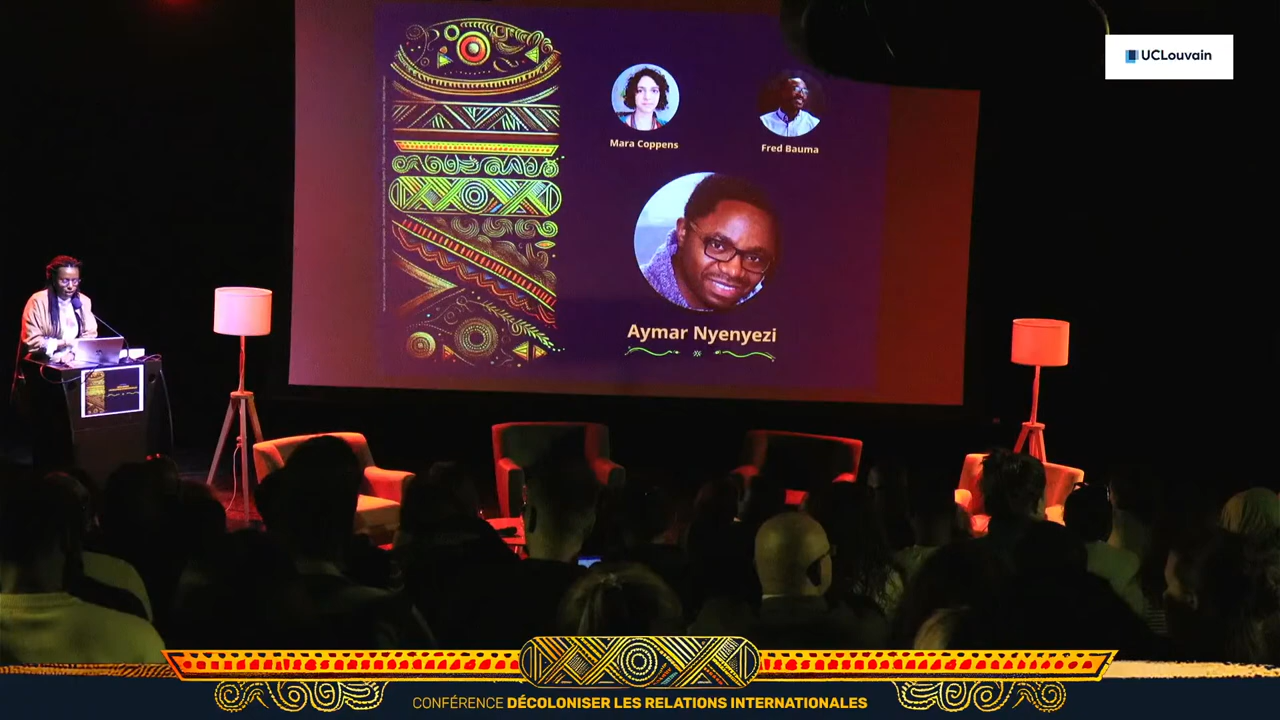 UCLouvain
Mara Coppens
Fred Bauma
Aymar Nyenyezi
CONFÉRENCE DÉCOLONISER LES RELATIONS INTERNATIONALES